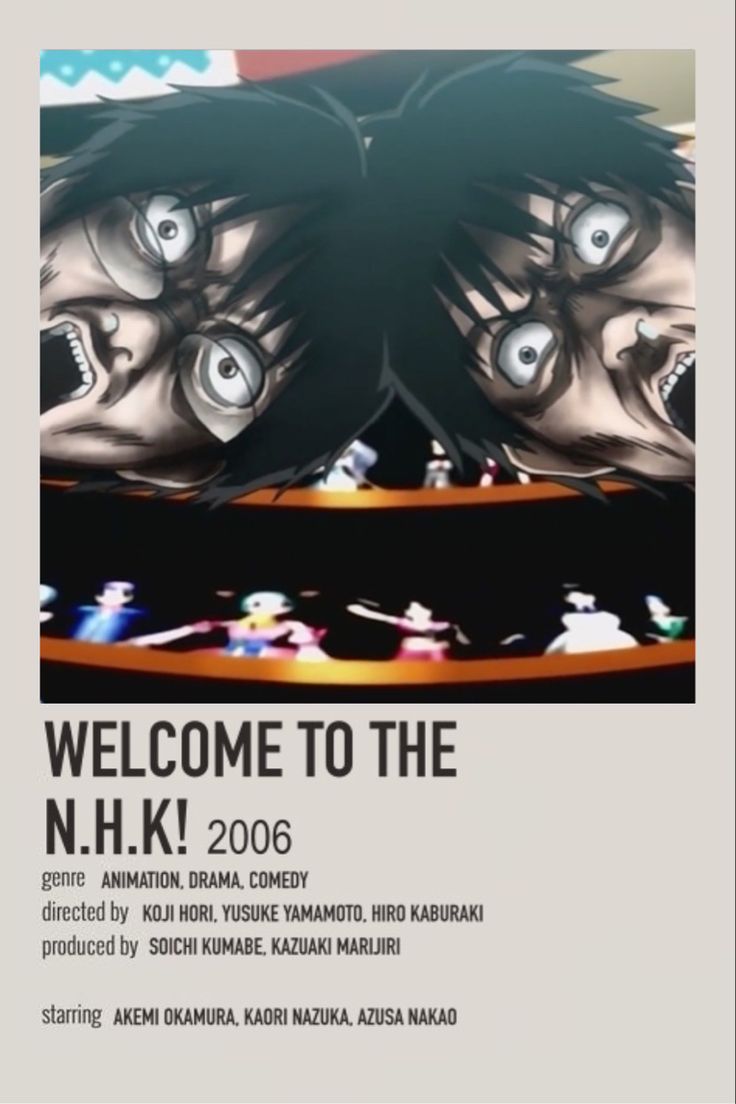 WELCOME TO THE
N.H.K! 2006
genre ANIMATION, DRAMA, COMEDY
directed by KOJI HORI, YUSUKE YAMAMOTO, HIRO KABURAKI
produced by SOICHI KUMABE, KAZUAKI MARIJIRI
starring AKEMI OKAMURA, KAORI NAZUKA, AZUSA NAKAO